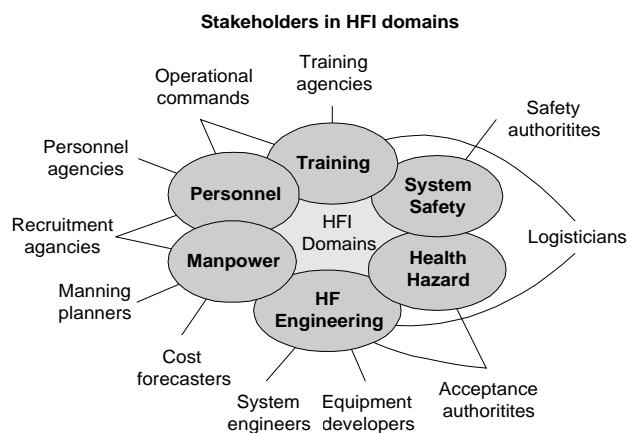 Stakeholders in HFI domains
Training
agencies
Operational
commands
Safety
authoritites
Personnel
agencies
Training
System
Safety
Personnel
HFI
Domains
Recruitment
agancies
Logisticians
Manpower
Health
Hazard
Manning
planners
HF
Engineering
Cost
forecasters
System
engineers
Equipment
developers
Acceptance
authoritites